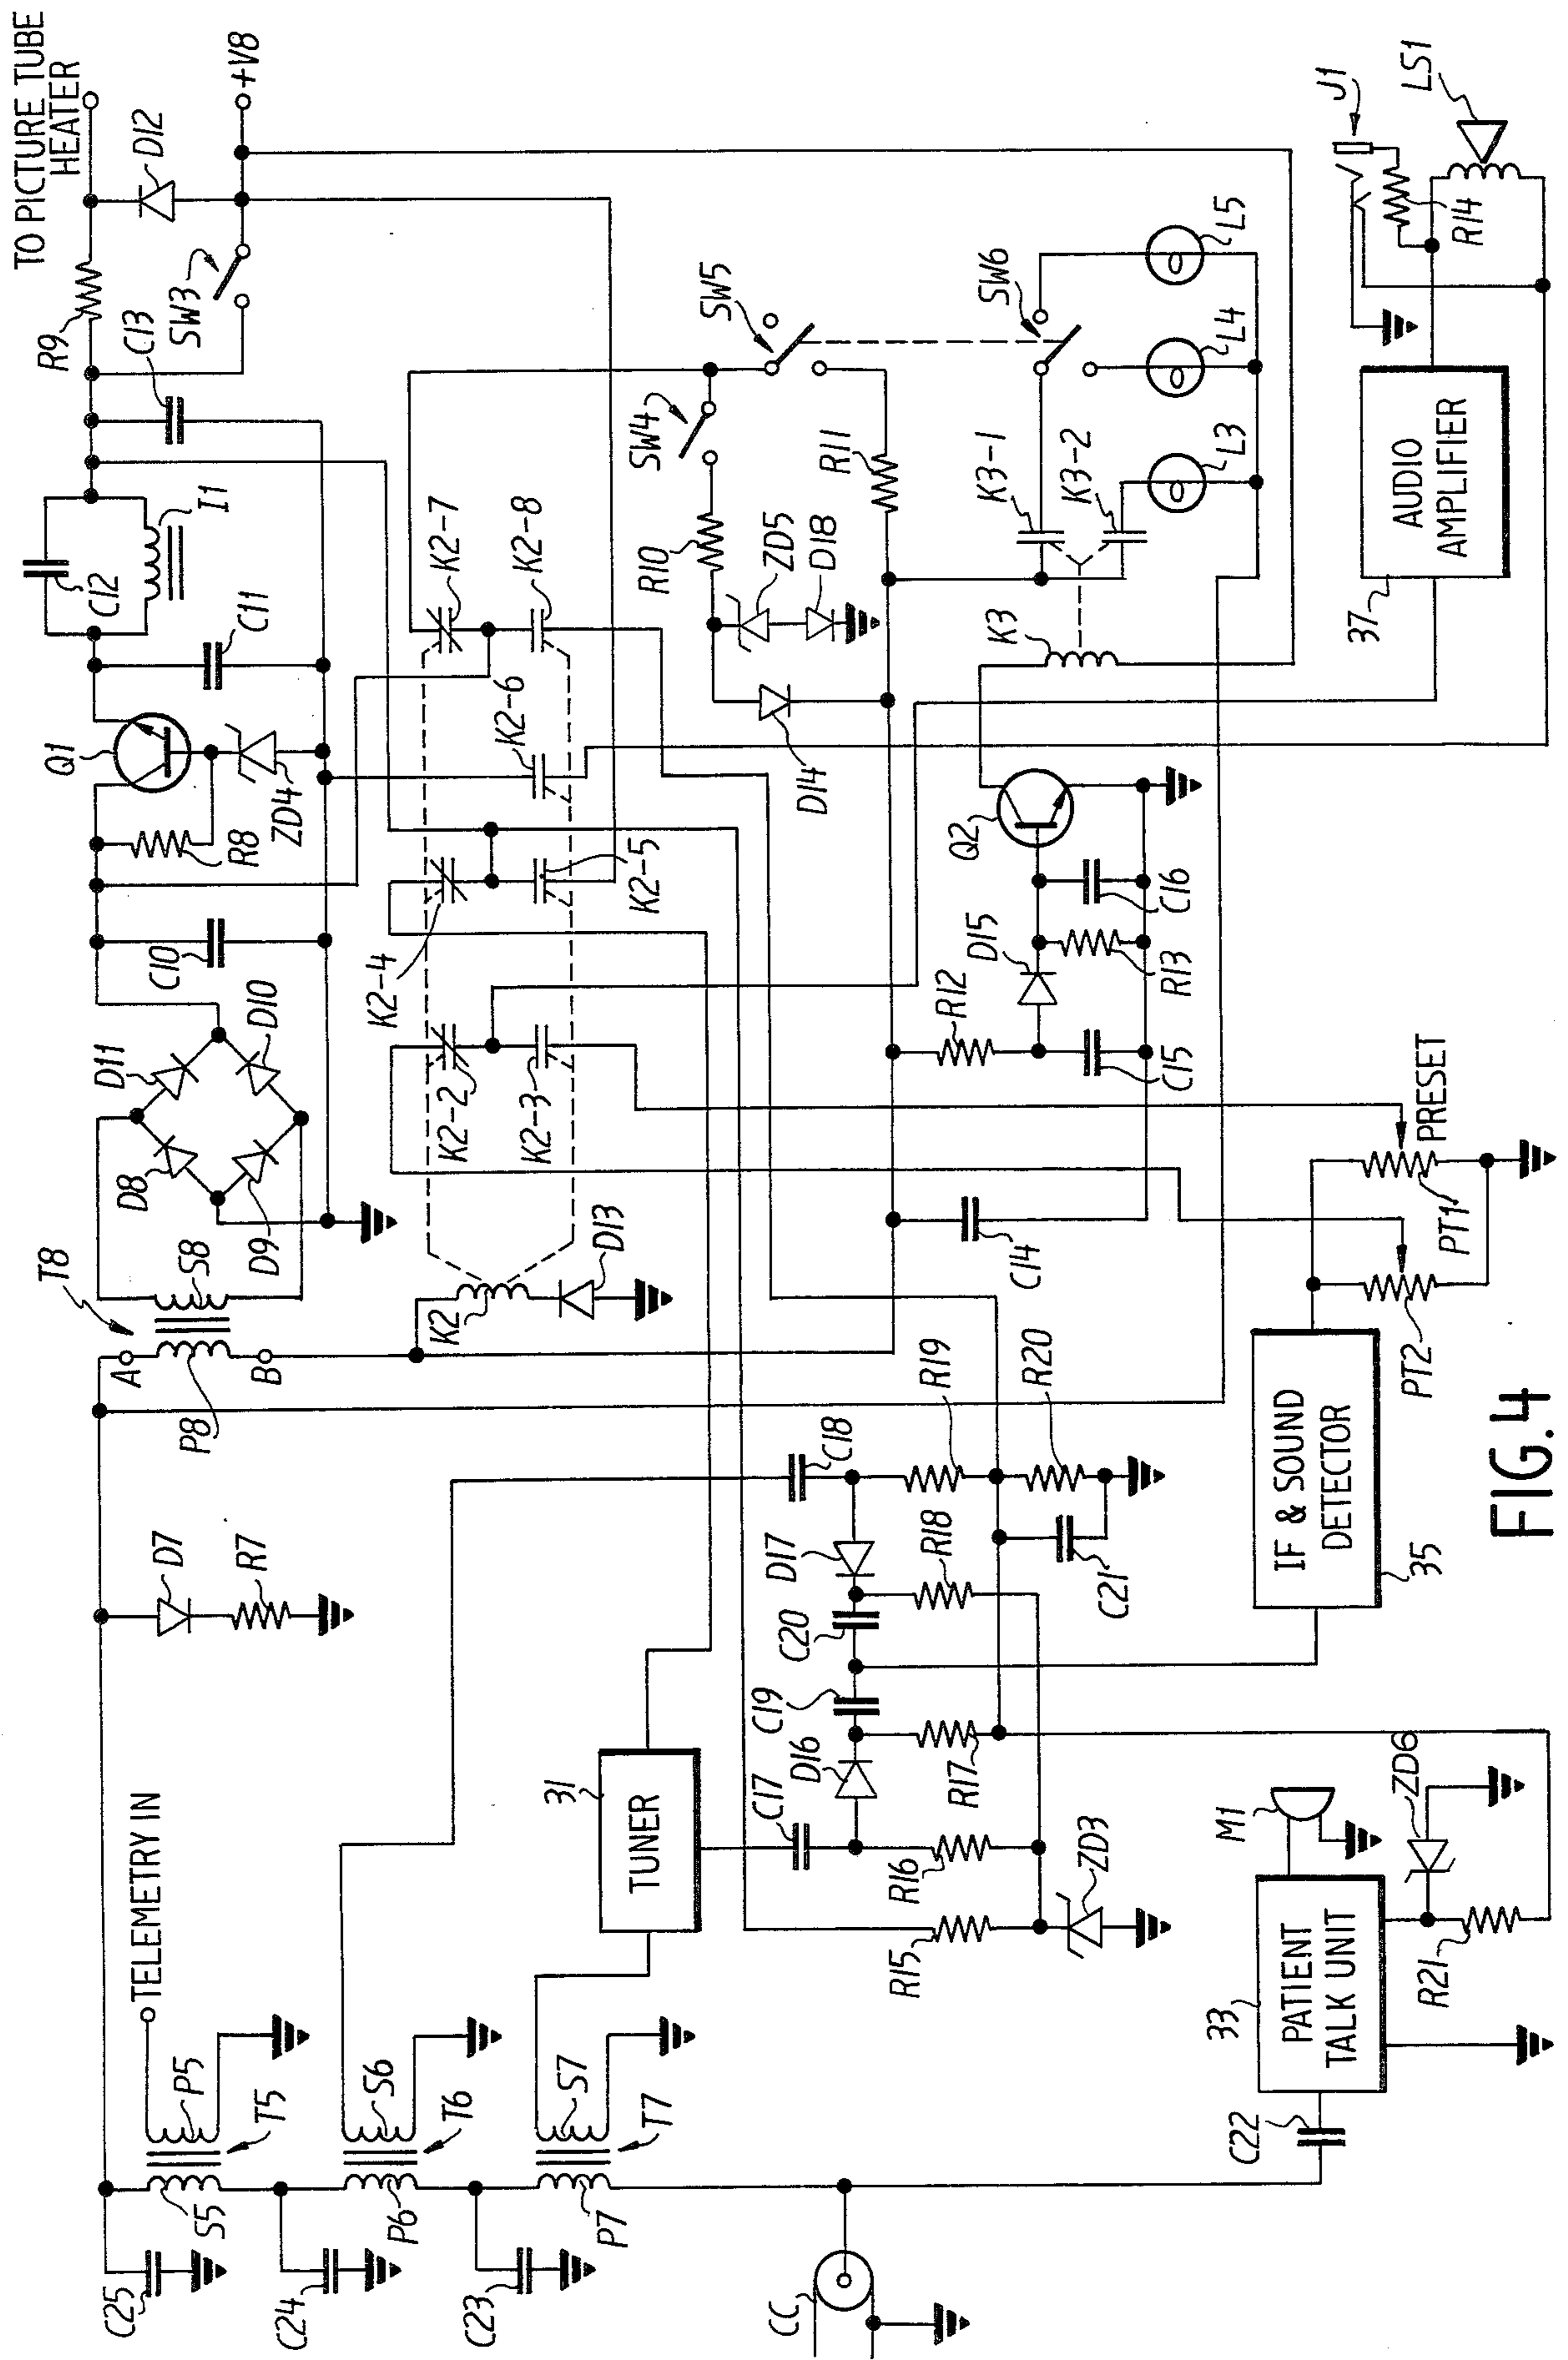 TO PICTURE TUBE
HEATER
+V8
D12
R9
SW3
C13
I1
C12
C11
Q1
ZD4
R8
C10
D11
D10
D8
D9
T8
S8
A
P8
B
D7
R7
TELEMETRY IN
P5
T5
S5
C25
S6
T6
P6
C24
S7
T7
P7
C23
CC
K2
D13
K2-2
K2-3
K2-4
K2-5
K2-6
K2-7
K2-8
SW4
SW5
R10
ZD5
D18
D14
R11
SW6
K3-1
K3-2
K3
L3
L4
L5
Q2
C16
D15
R13
R12
C15
C14
31
TUNER
C18
R19
R20
D17
R18
C21
C20
C19
D16
R17
C17
R16
R15
ZD3
IF & SOUND
DETECTOR
35
PT1
PT2
PRESET
AUDIO
AMPLIFIER
37
J1
LS1
R14
M1
ZD6
33
PATIENT
TALK UNIT
R21
C22
FIG.4